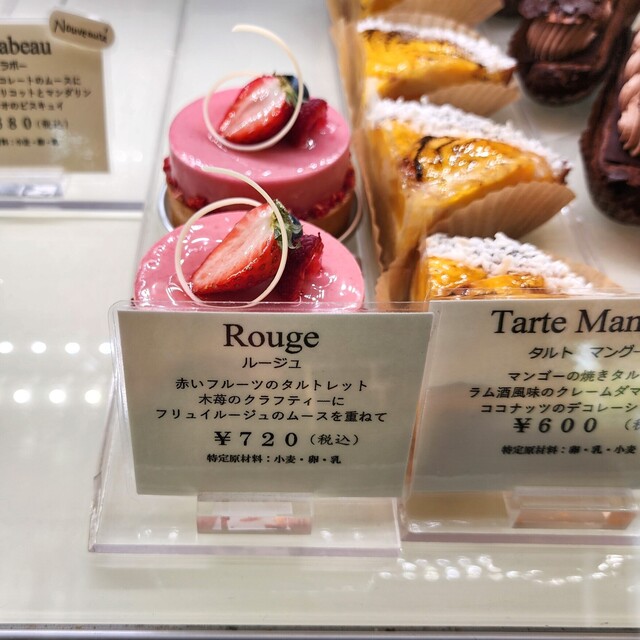 Nouveauté
abeau
ラボー
コレートのムースに
リコットとマンダリン
分のビスキュイ
880(税込)
Rouge
ルージュ
赤いフルーツのタルトレット
木苺のクラフティーに
フリュイルージュのムースを重ねて
¥720(税込)
特定原材料:小麦・卵・乳
Tarte Man
タルト マング
マンゴーの焼きタル
ラム酒風味のクレームダマ
ココナッツのデコレーシ
¥600
特定原材料:卵・乳・小